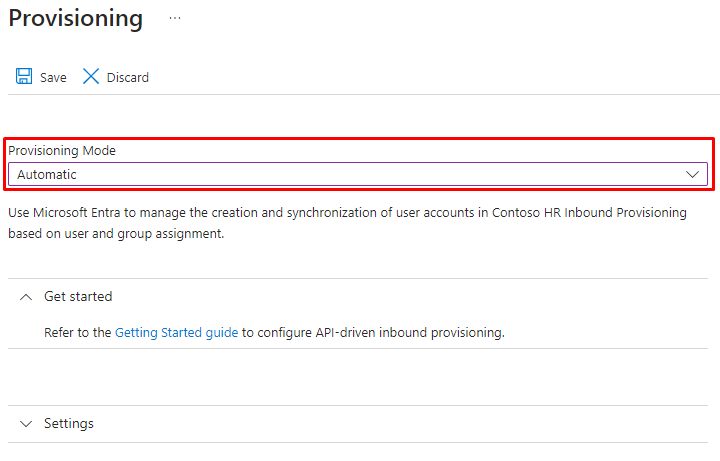 Provisioning ...
Save Discard
Provisioning Mode
Automatic
Use Microsoft Entra to manage the creation and synchronization of user accounts in Contoso HR Inbound Provisioning
based on user and group assignment.
Get started
Refer to the Getting Started guide to configure API-driven inbound provisioning.
Settings